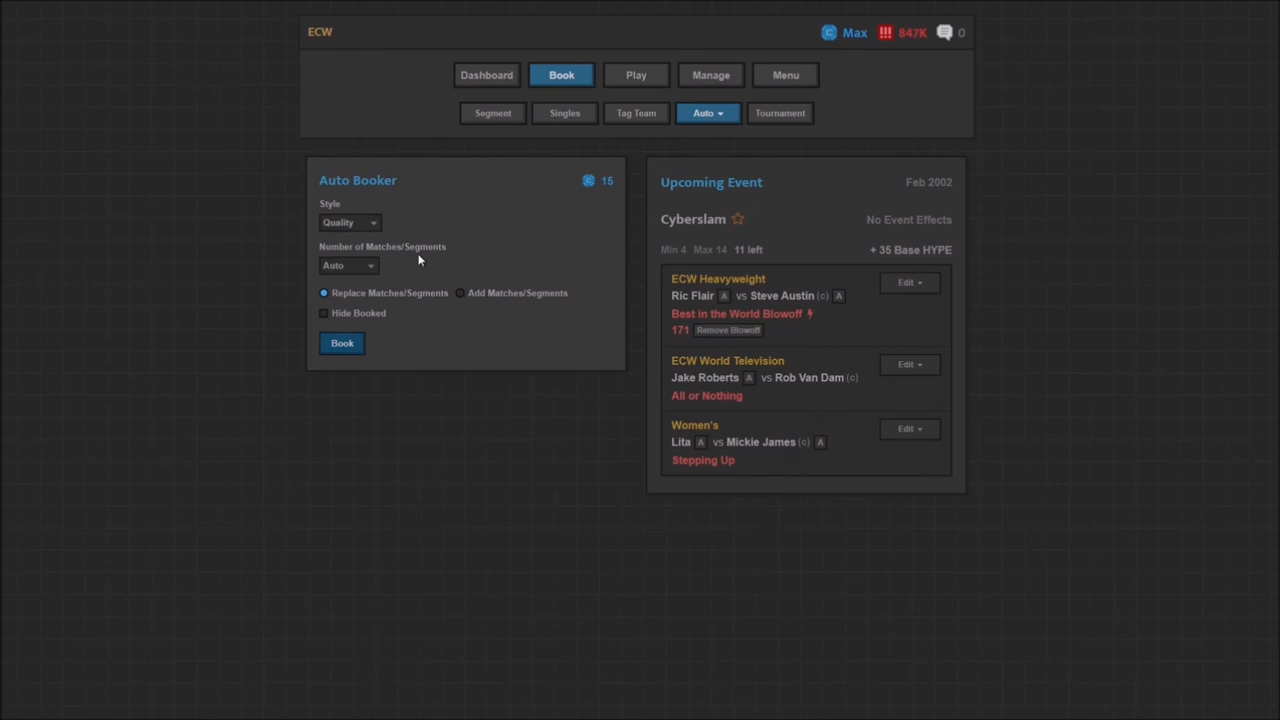 ECW
Max 847K 0
Dashboard Book Play Manage Menu
Segment Singles Tag Team Auto Tournament
Auto Booker 15
Style
Quality
Number of Matches/Segments
Auto
Replace Matches/Segments Add Matches/Segments
Hide Booked
Book
Upcoming Event Feb 2002
Cyberslam No Event Effects
Min 4 Max 14 11 left + 35 Base HYPE
ECW Heavyweight Edit
Ric Flair A vs Steve Austin (c) A
Best in the World Blowoff
171 Remove Blowoff
ECW World Television Edit
Jake Roberts A vs Rob Van Dam (c)
All or Nothing
Women's Edit
Lita A vs Mickie James (c) A
Stepping Up